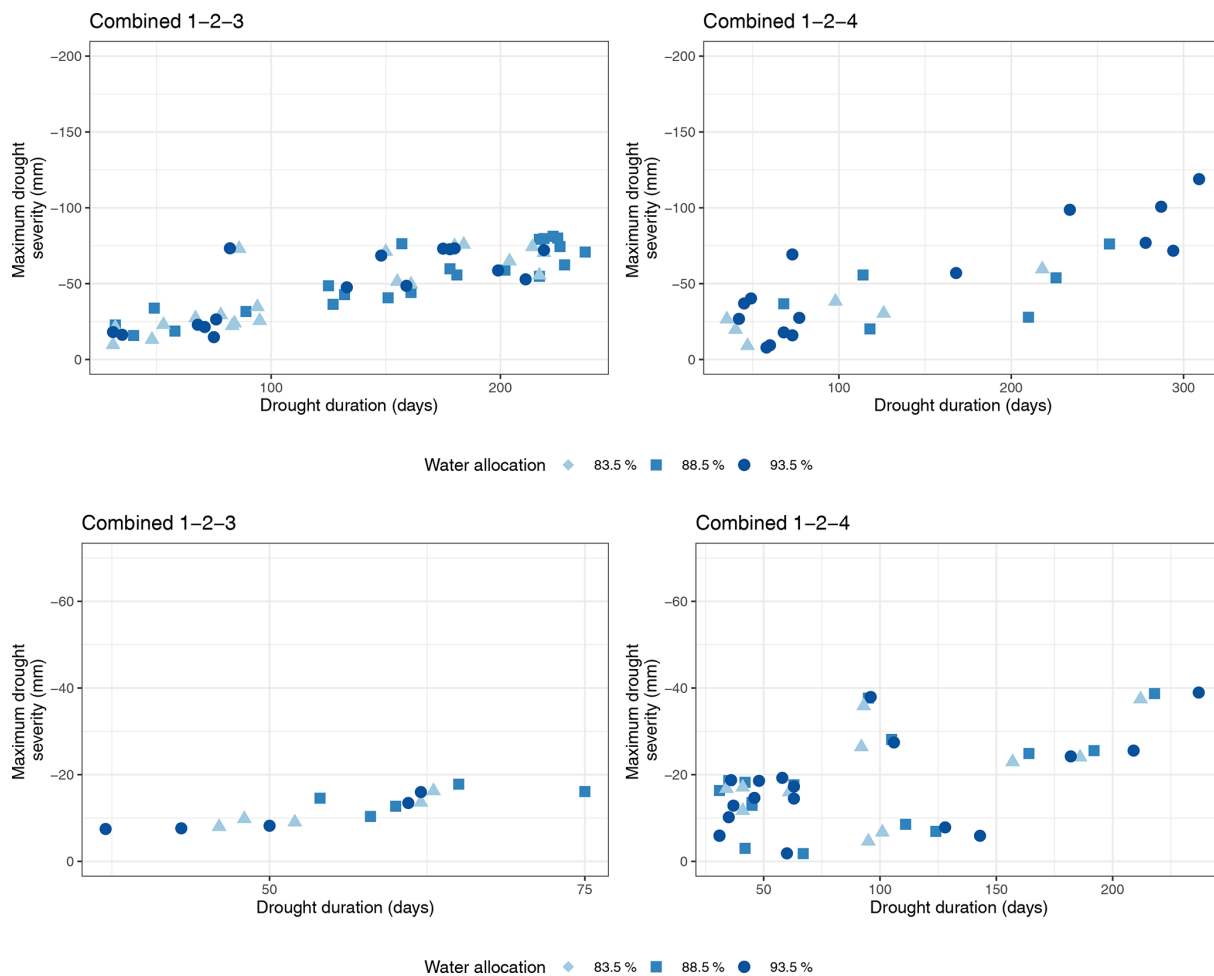 Combined 1−2−3
Combined 1−2−4
−200
−150
−100
−50
0
Maximum drought
severity (mm)
100
200
Drought duration (days)
−200
−150
−100
−50
0
Maximum drought
severity (mm)
100
200
300
Drought duration (days)
Water allocation 83.5 % 88.5 % 93.5 %
Combined 1−2−3
Combined 1−2−4
−60
−40
−20
0
Maximum drought
severity (mm)
50
75
Drought duration (days)
−60
−40
−20
0
Maximum drought
severity (mm)
50
100
150
200
Drought duration (days)
Water allocation 83.5 % 88.5 % 93.5 %